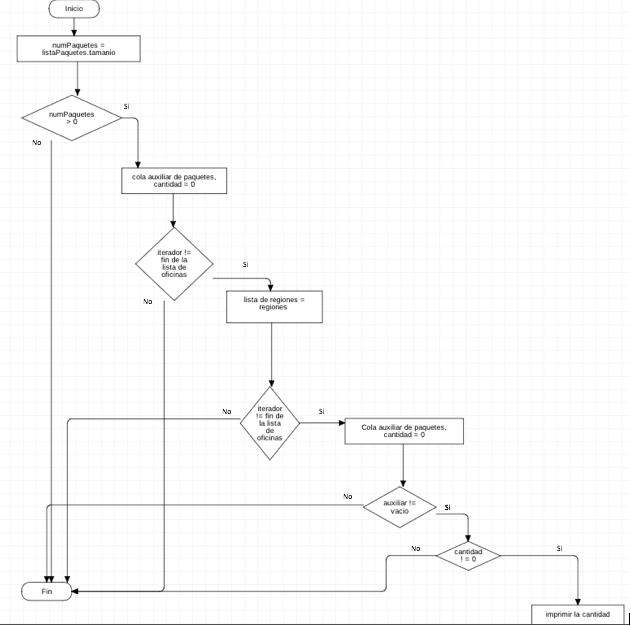 Inicio
numPaquetes =
listaPaquetes.tamanio
numPaquetes
> 0
Si
No
cola auxiliar de paquetes,
cantidad = 0
iterador !=
fin de la
lista de
oficinas
Si
No
lista de regiones =
regiones
iterador
!= fin de
la lista
de
oficinas
No
Si
Cola auxiliar de paquetes,
cantidad = 0
auxiliar !=
vacio
No
Si
cantidad
! = 0
No
Si
Fin
imprimir la cantidad